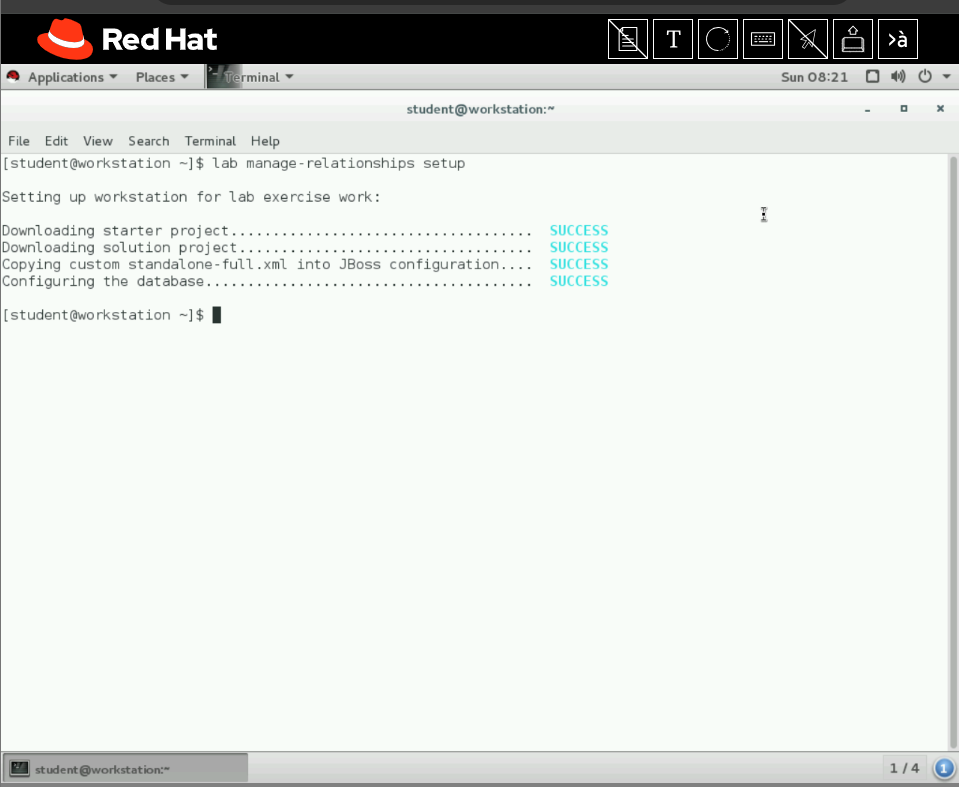 Red Hat
T
>à
Applications Places Terminal Sun 08:21
student@workstation:~
File Edit View Search Terminal Help
[student@workstation ~]$ lab manage-relationships setup
Setting up workstation for lab exercise work:
Downloading starter project.................................... SUCCESS
Downloading solution project................................... SUCCESS
Copying custom standalone-full.xml into JBoss configuration.... SUCCESS
Configuring the database....................................... SUCCESS
[student@workstation ~]$
student@workstation:~ 1 / 4 1